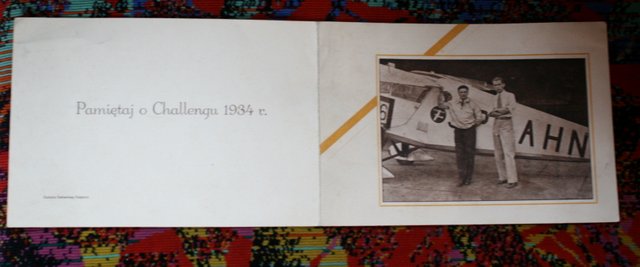 Pamiętaj o Challengu 1934 r.
6
AHN